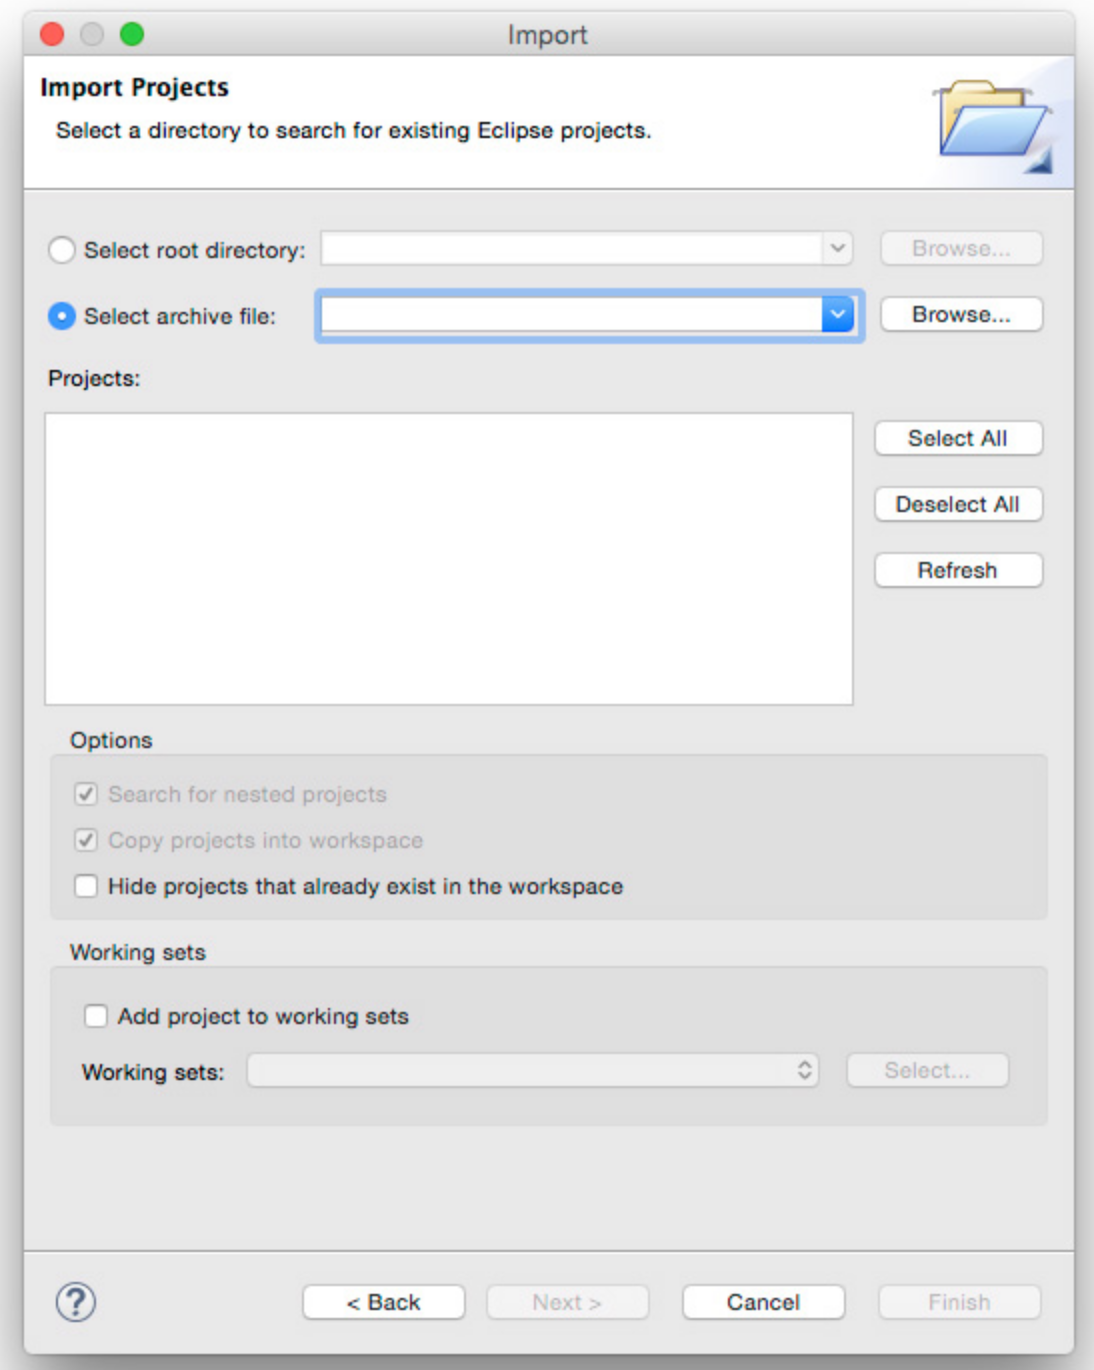 Import
Import Projects
Select a directory to search for existing Eclipse projects.
Select root directory: Browse...
Select archive file: Browse...
Projects:
Select All
Deselect All
Refresh
Options
Search for nested projects
Copy projects into workspace
Hide projects that already exist in the workspace
Working sets
Add project to working sets
Working sets: Select...
? < Back Next > Cancel Finish